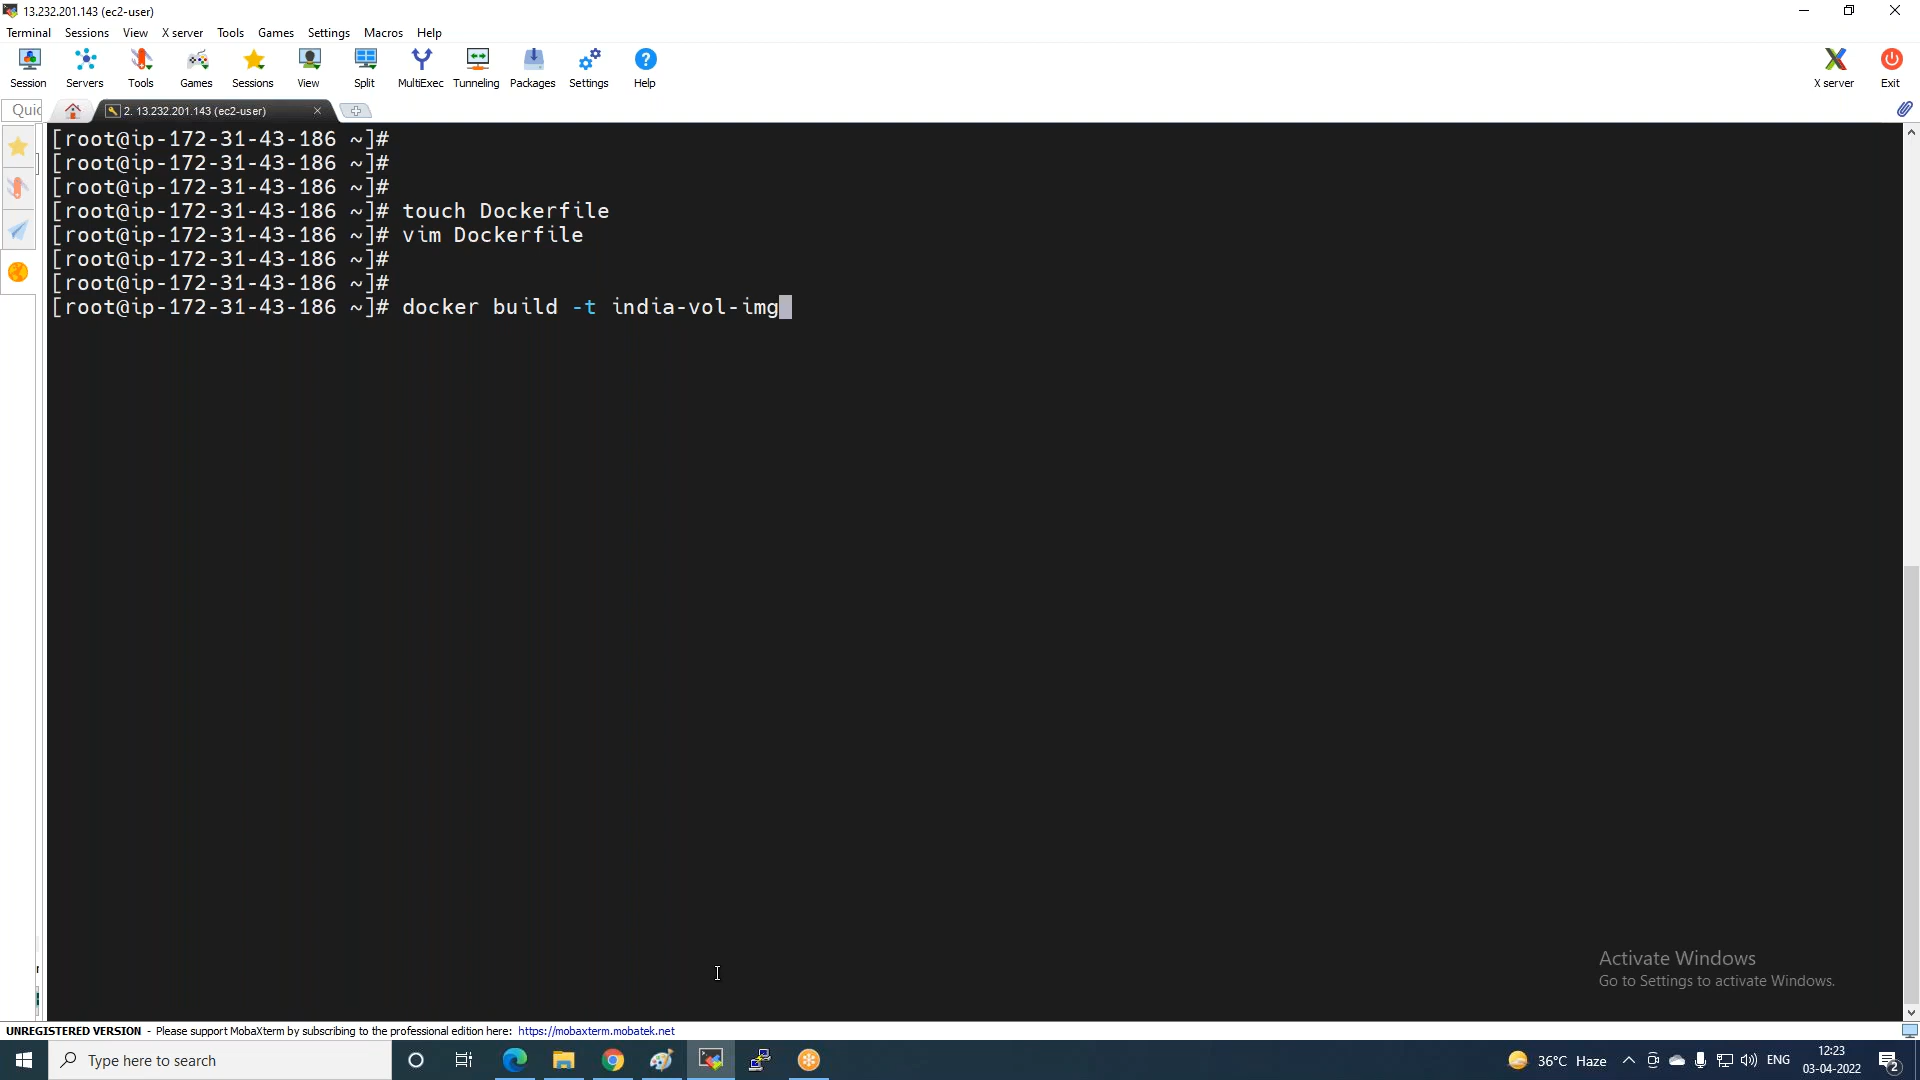 13.232.201.143 (ec2-user)
Terminal Sessions View X server Tools Games Settings Macros Help
Session Servers Tools Games Sessions View Split MultiExec Tunneling Packages Settings Help X server Exit
Quic 2. 13.232.201.143 (ec2-user)
[root@ip-172-31-43-186 ~]#
[root@ip-172-31-43-186 ~]#
[root@ip-172-31-43-186 ~]#
[root@ip-172-31-43-186 ~]# touch Dockerfile
[root@ip-172-31-43-186 ~]# vim Dockerfile
[root@ip-172-31-43-186 ~]#
[root@ip-172-31-43-186 ~]#
[root@ip-172-31-43-186 ~]# docker build -t india-vol-img
Activate Windows
Go to Settings to activate Windows.
UNREGISTERED VERSION - Please support MobaXterm by subscribing to the professional edition here: https://mobaxterm.mobatek.net
Type here to search 36°C Haze ENG 12:23
03-04-2022 2